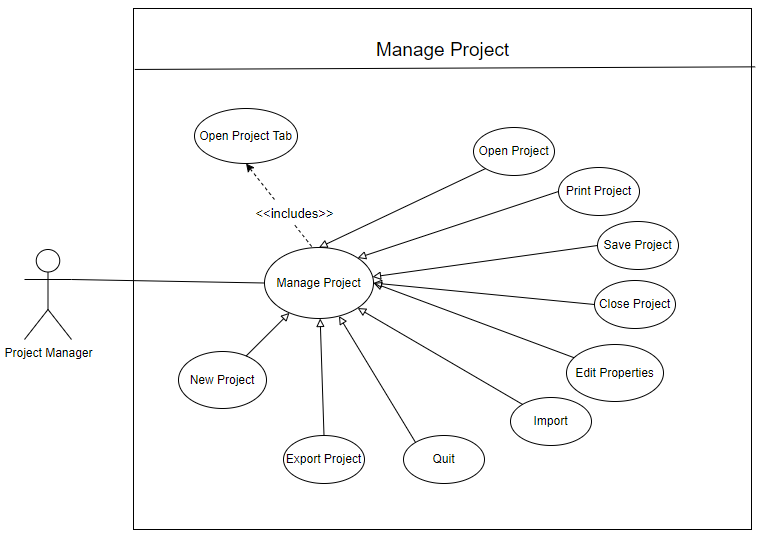 Manage Project
Open Project Tab
Open Project
Print Project
<<includes>>
Save Project
Manage Project
Close Project
Project Manager
New Project
Edit Properties
Import
Export Project
Quit